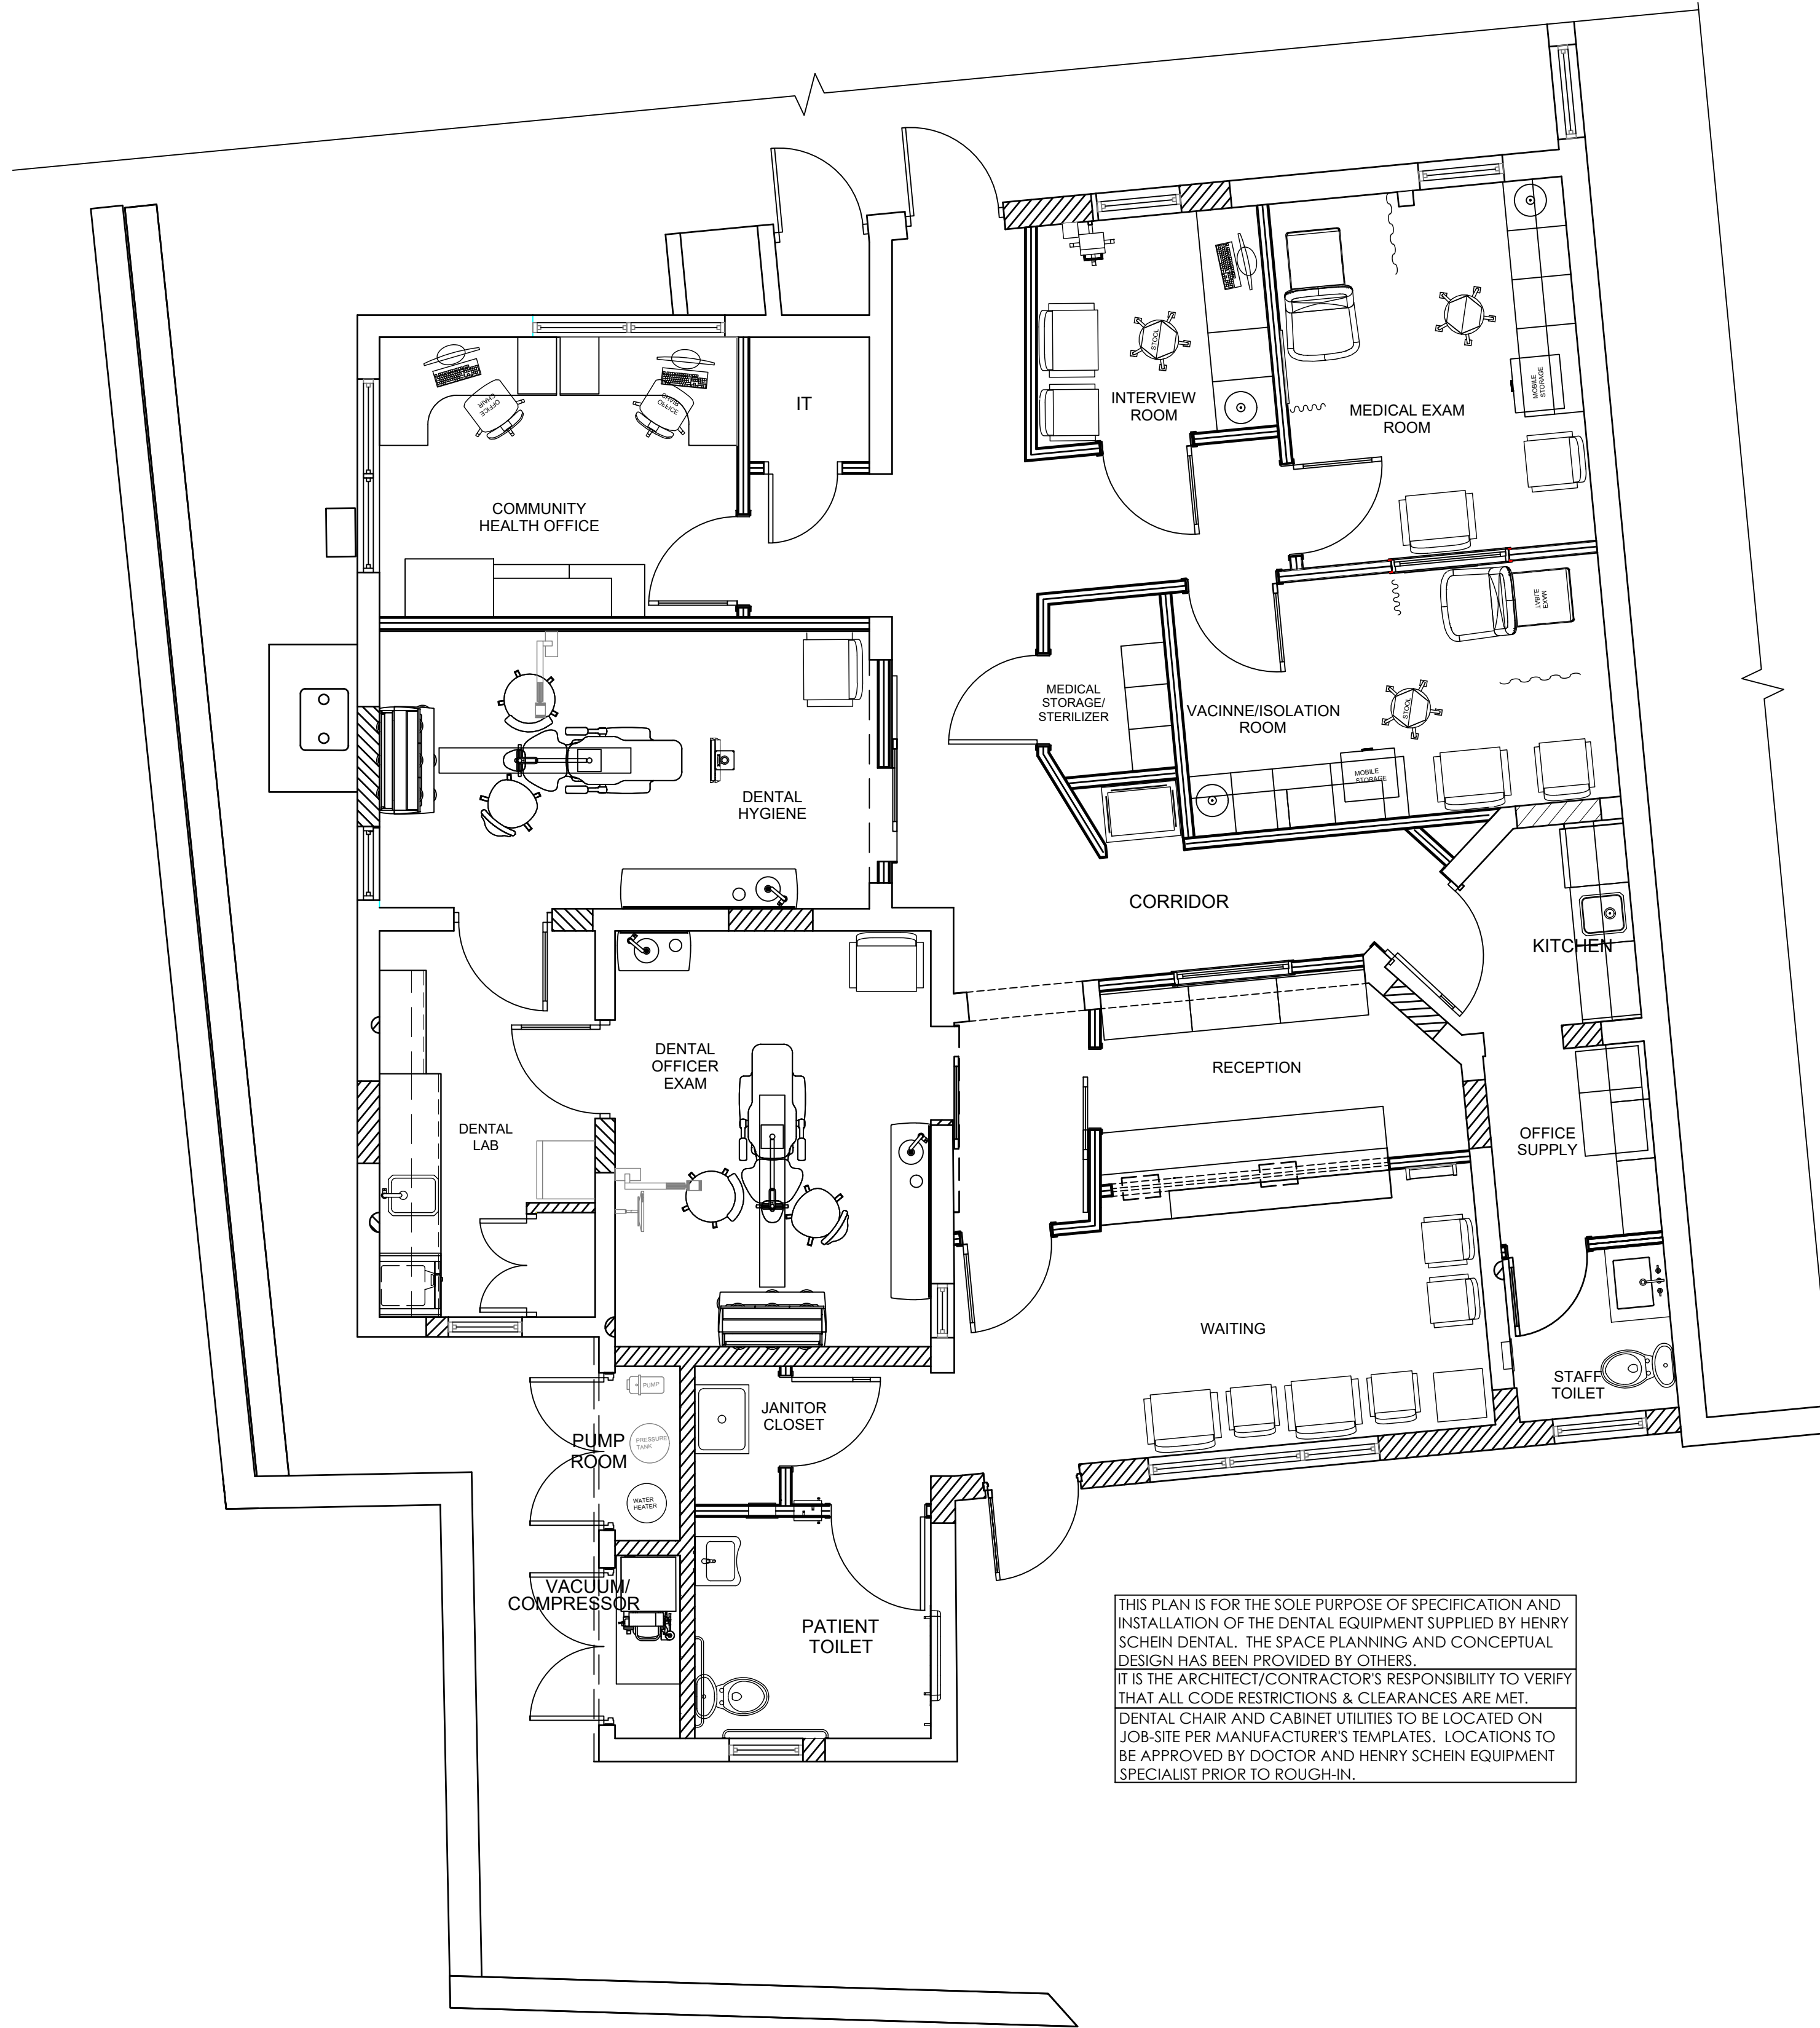 IT
INTERVIEW
ROOM
STOOL
MEDICAL EXAM
ROOM
MOBILE
STORAGE
OFFICE
CHAIR
OFFICE
CHAIR
COMMUNITY
HEALTH OFFICE
EXAM
TABLE
MEDICAL
STORAGE/
STERILIZER
VACINNE/ISOLATION
ROOM
STOOL
MOBILE
STORAGE
DENTAL
HYGIENE
CORRIDOR
KITCHEN
DENTAL
OFFICER
EXAM
RECEPTION
DENTAL
LAB
OFFICE
SUPPLY
WAITING
STAFF
TOILET
PUMP
JANITOR
CLOSET
PUMP
ROOM
PRESSURE
TANK
WATER
HEATER
VACUUM/
COMPRESSOR
PATIENT
TOILET
THIS PLAN IS FOR THE SOLE PURPOSE OF SPECIFICATION AND
INSTALLATION OF THE DENTAL EQUIPMENT SUPPLIED BY HENRY
SCHEIN DENTAL. THE SPACE PLANNING AND CONCEPTUAL
DESIGN HAS BEEN PROVIDED BY OTHERS.
IT IS THE ARCHITECT/CONTRACTOR'S RESPONSIBILITY TO VERIFY
THAT ALL CODE RESTRICTIONS & CLEARANCES ARE MET.
DENTAL CHAIR AND CABINET UTILITIES TO BE LOCATED ON
JOB-SITE PER MANUFACTURER'S TEMPLATES. LOCATIONS TO
BE APPROVED BY DOCTOR AND HENRY SCHEIN EQUIPMENT
SPECIALIST PRIOR TO ROUGH-IN.